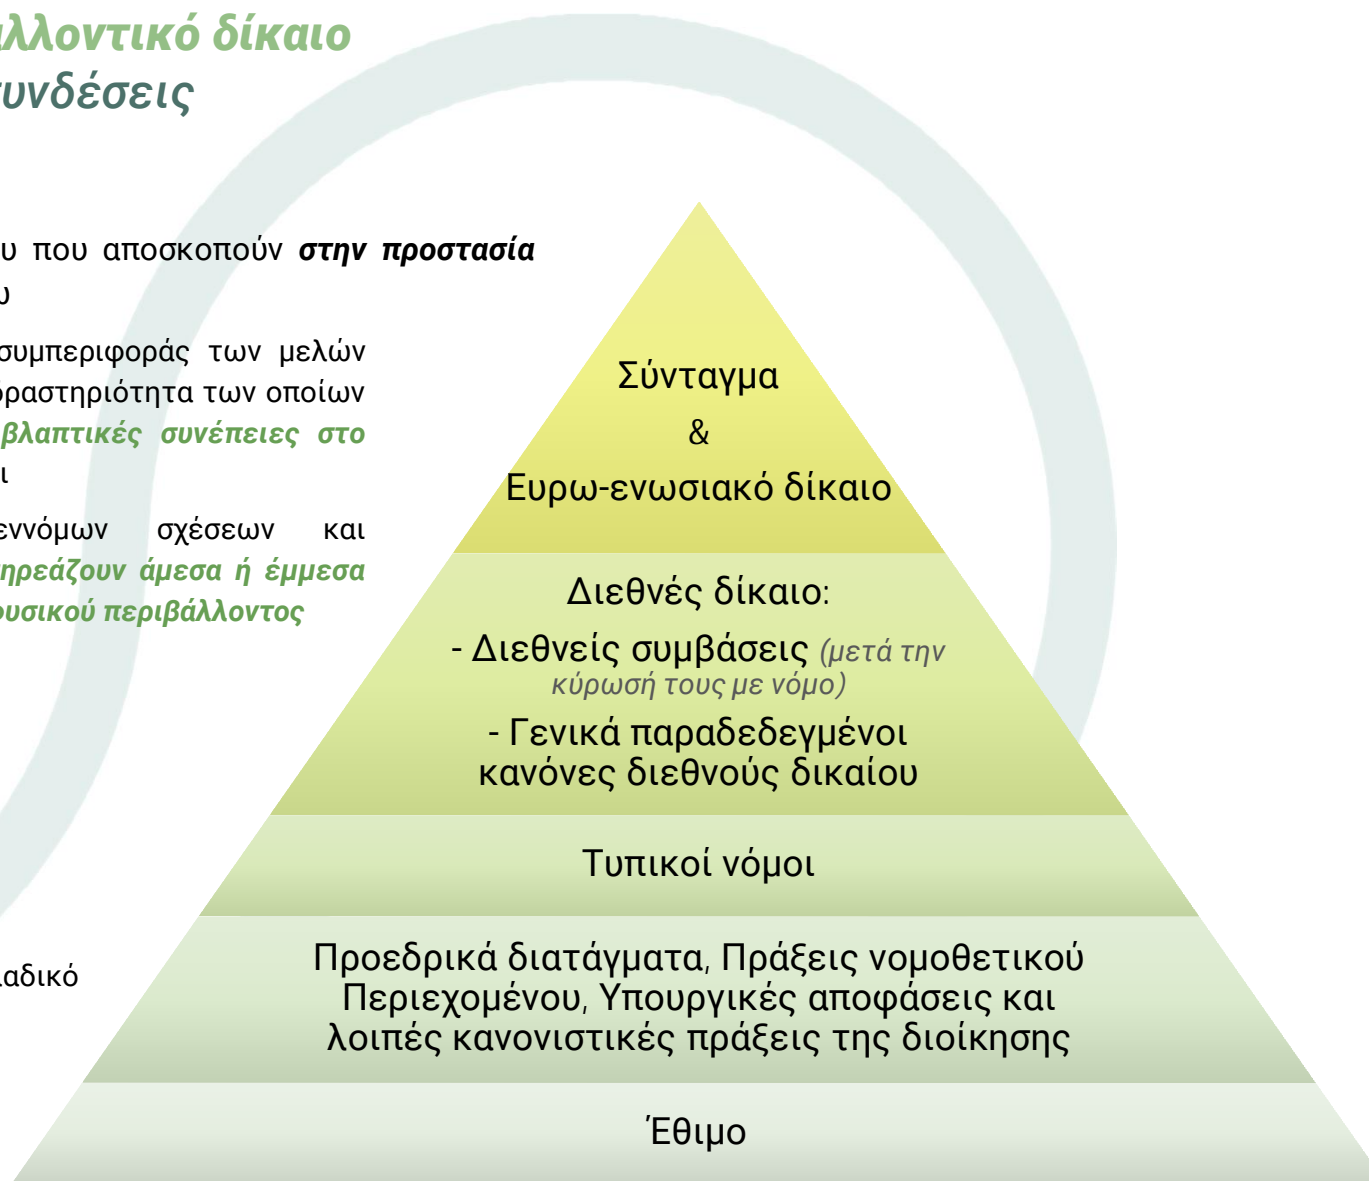 αλλοντικό δίκαιο
υνδέσεις
που αποσκοπούν στην προστασία
συμπεριφοράς των μελών
δραστηριότητα των οποίων
βλαπτικές συνέπειες στο
εννόμων σχέσεων και
ηρεάζουν άμεσα ή έμμεσα
φυσικού περιβάλλοντος
αδικό
Σύνταγμα
&
Ευρω-ενωσιακό δίκαιο
Διεθνές δίκαιο:
- Διεθνείς συμβάσεις (μετά την
κύρωσή τους με νόμο)
- Γενικά παραδεδεγμένοι
κανόνες διεθνούς δικαίου
Τυπικοί νόμοι
Προεδρικά διατάγματα, Πράξεις νομοθετικού
Περιεχομένου, Υπουργικές αποφάσεις και
λοιπές κανονιστικές πράξεις της διοίκησης
Έθιμο